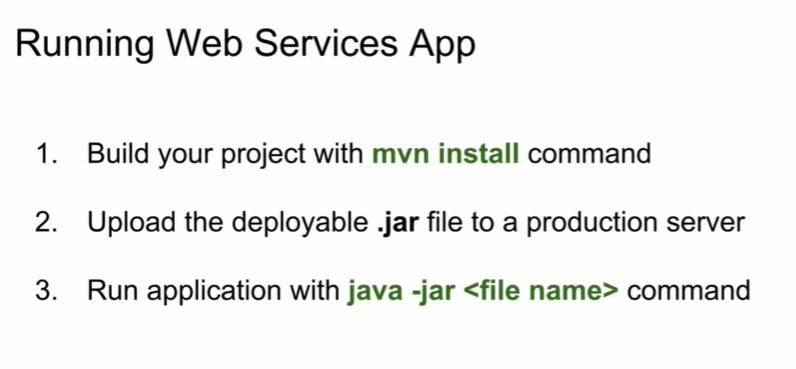 Running Web Services App
1. Build your project with mvn install command
2. Upload the deployable .jar file to a production server
3. Run application with java -jar <file name> command